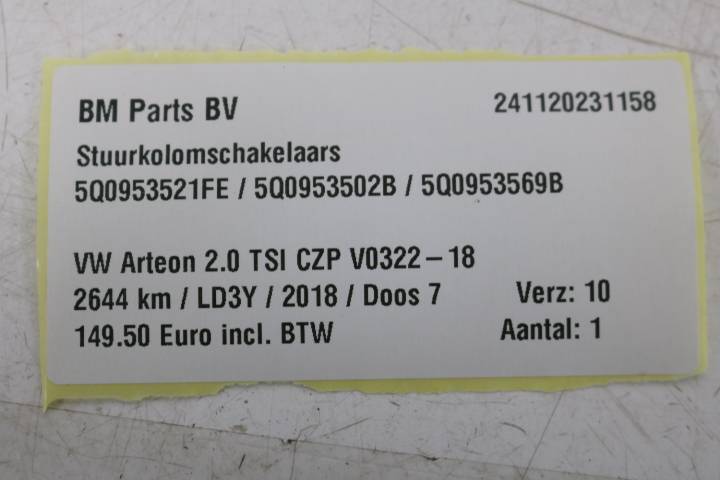 BM Parts BV 241120231158
Stuurkolomschakelaars
5Q0953521FE / 5Q0953502B / 5Q0953569B
VW Arteon 2.0 TSI CZP V0322-18
2644 km / LD3Y / 2018 / Doos 7 Verz: 10
149.50 Euro incl. BTW Aantal: 1